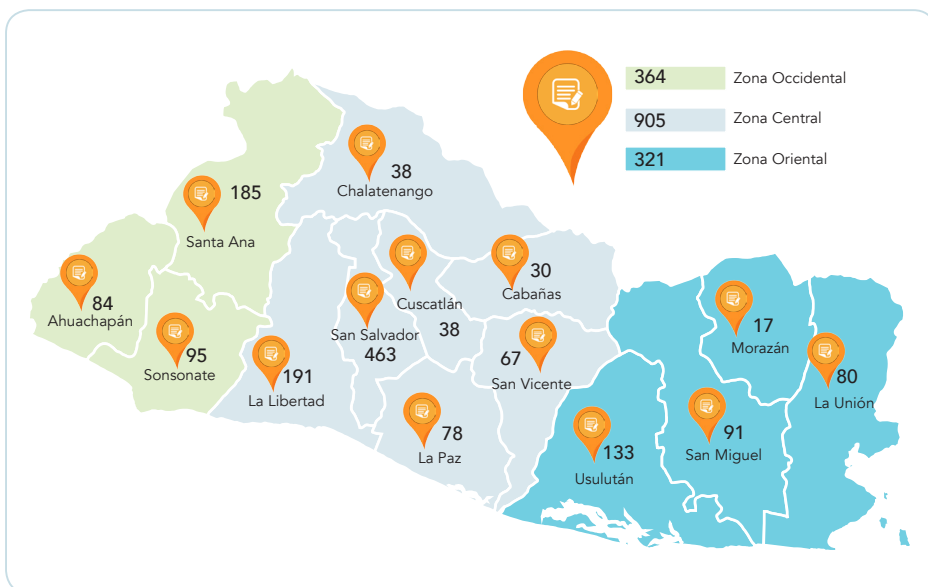 364 Zona Occidental
905 Zona Central
321 Zona Oriental
38
Chalatenango
185
Santa Ana
84
Ahuachapán
95
Sonsonate
191
La Libertad
San Salvador
463
Cuscatlán
38
30
Cabañas
67
San Vicente
78
La Paz
17
Morazán
80
La Unión
91
San Miguel
133
Usulután